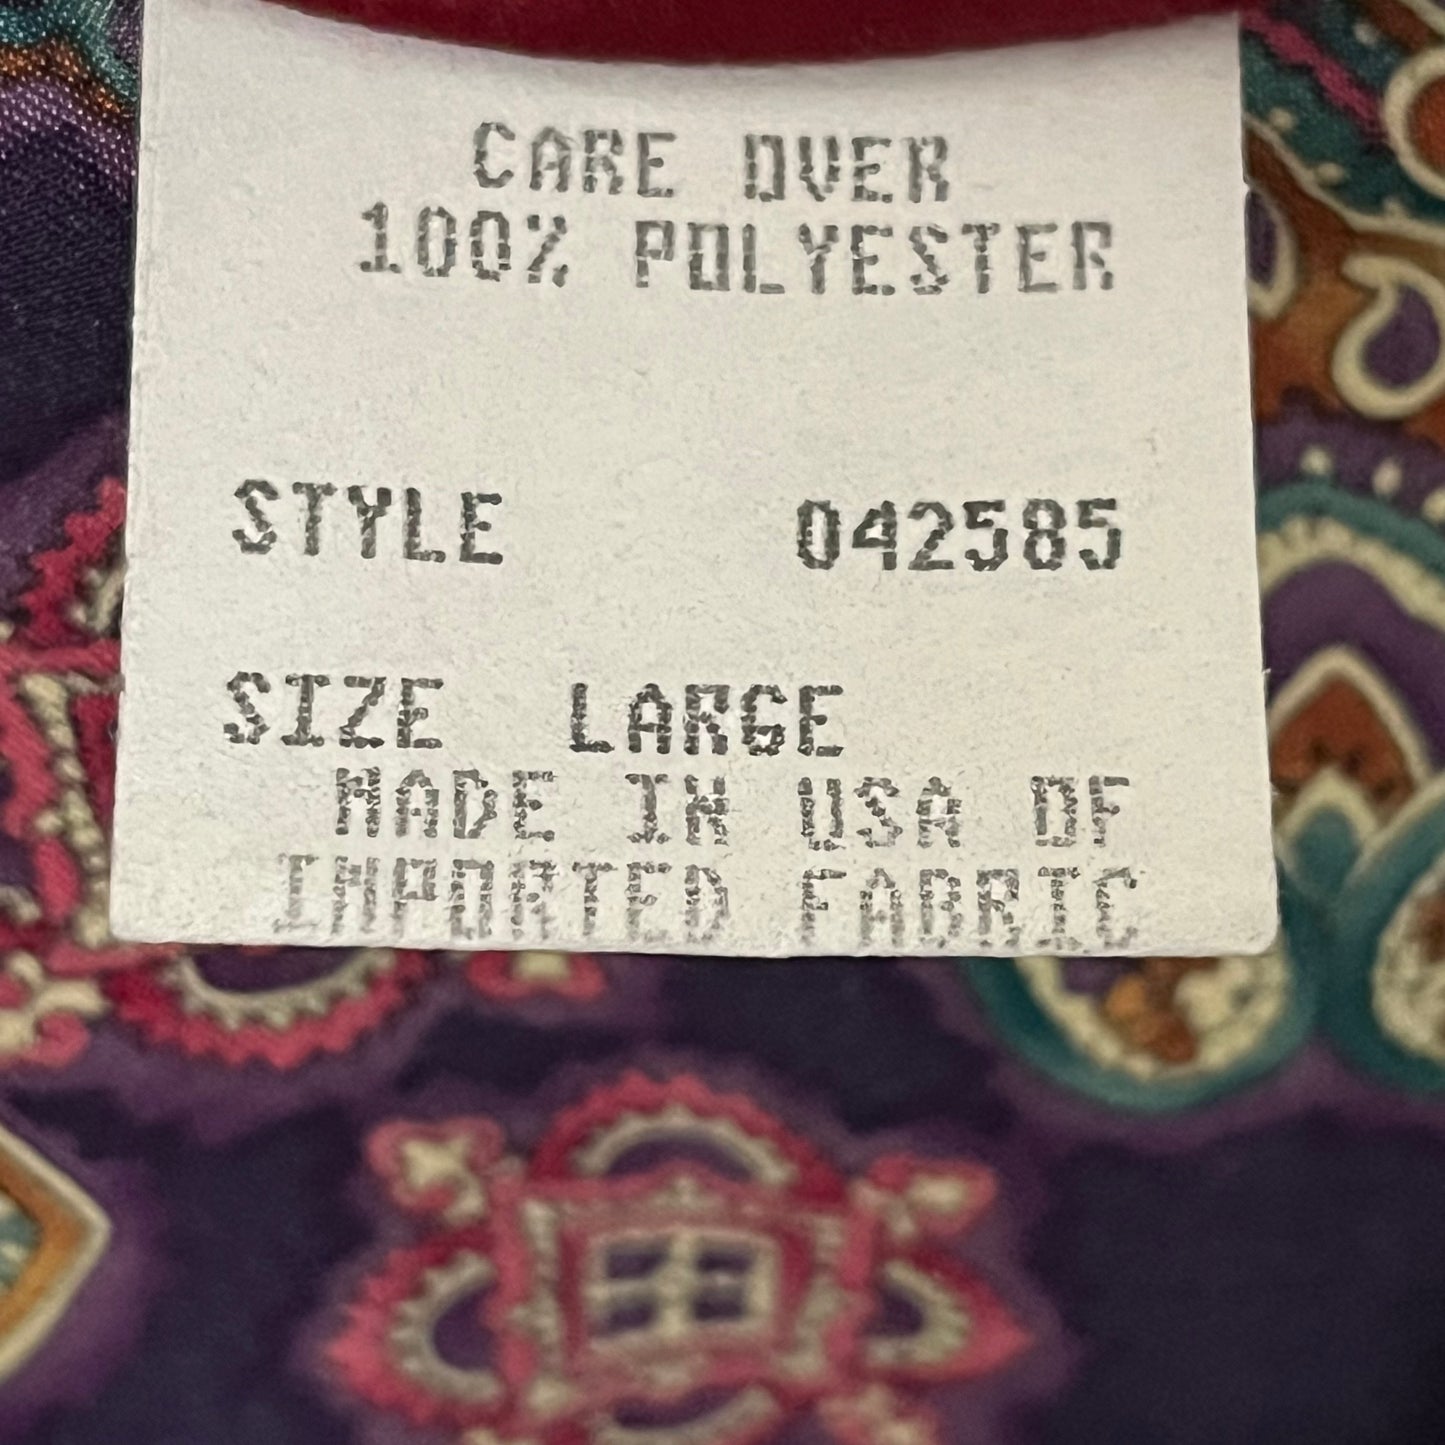 CARE OVER
100% POLYESTER
STYLE 042585
SIZE LARGE
MADE IN USA OF
IMPORTED FABRIC